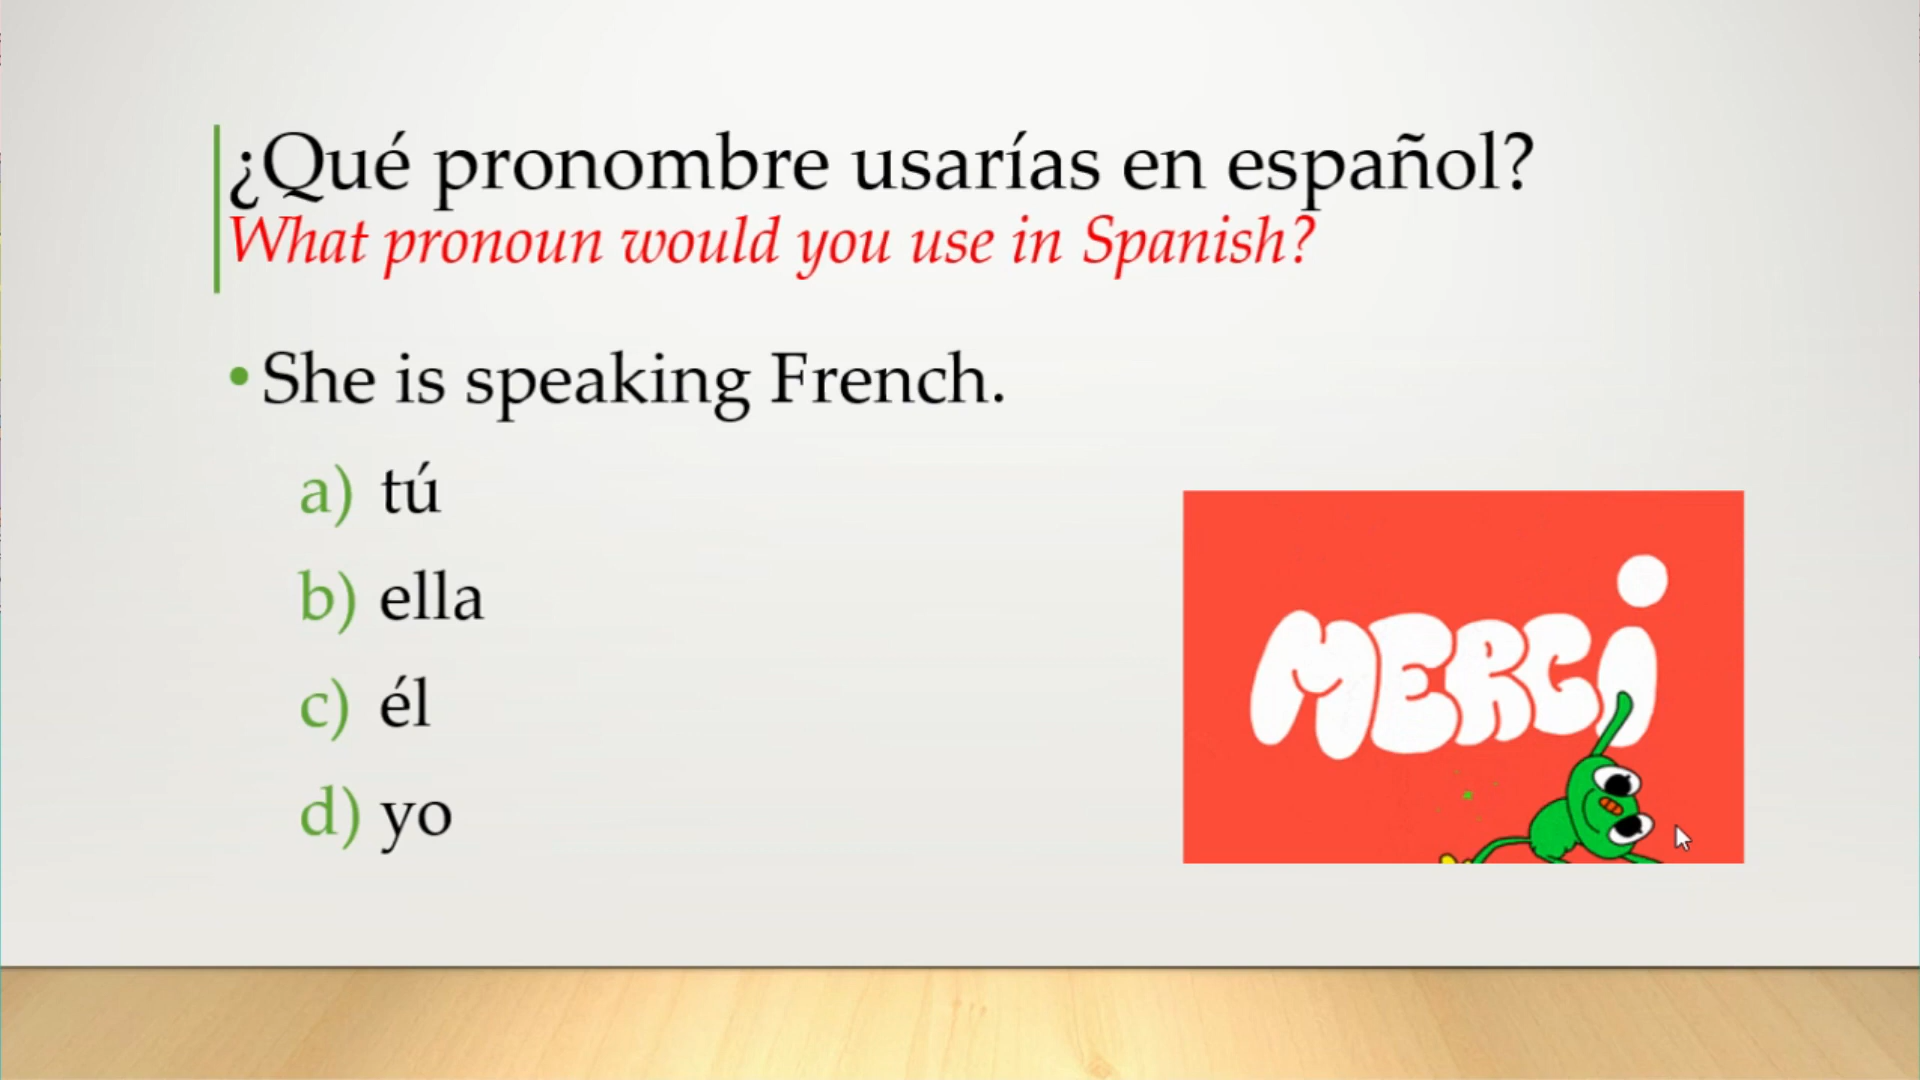 ¿Qué pronombre usarías en español?
What pronoun would you use in Spanish?
• She is speaking French.
a) tú
b) ella
c) él
d) yo
MERCi